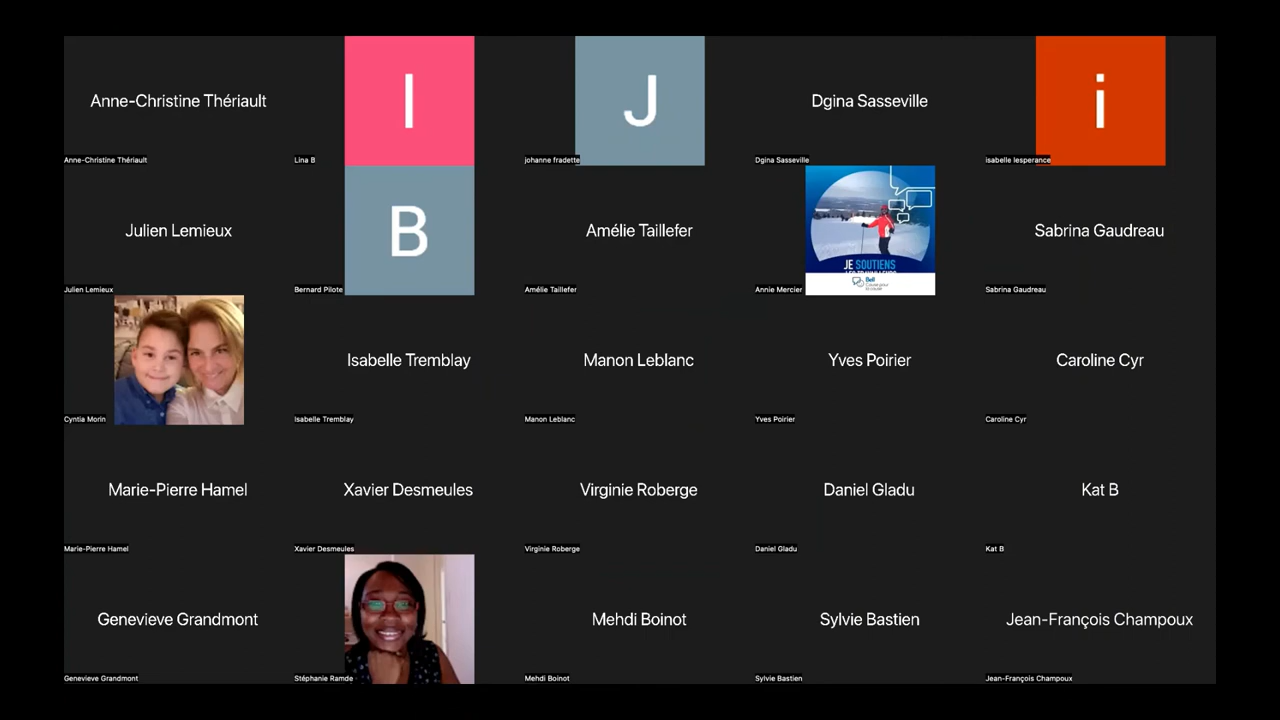 Anne-Christine Thériault
Anne-Christine Thériault
l
Lina B
J
johanne fradette
Dgina Sasseville
Dgina Sasseville
i
isabelle lesperance
Julien Lemieux
Julien Lemieux
B
Bernard Pilote
Amélie Taillefer
Amélie Taillefer
JE SOUTIENS
Bell
Annie Mercier
Sabrina Gaudreau
Sabrina Gaudreau
Cyntia Morin
Isabelle Tremblay
Isabelle Tremblay
Manon Leblanc
Manon Leblanc
Yves Poirier
Yves Poirier
Caroline Cyr
Caroline Cyr
Marie-Pierre Hamel
Marie-Pierre Hamel
Xavier Desmeules
Xavier Desmeules
Virginie Roberge
Virginie Roberge
Daniel Gladu
Daniel Gladu
Kat B
Kat B
Genevieve Grandmont
Genevieve Grandmont
Stéphanie Ramde
Mehdi Boinot
Mehdi Boinot
Sylvie Bastien
Sylvie Bastien
Jean-François Champoux
Jean-François Champoux